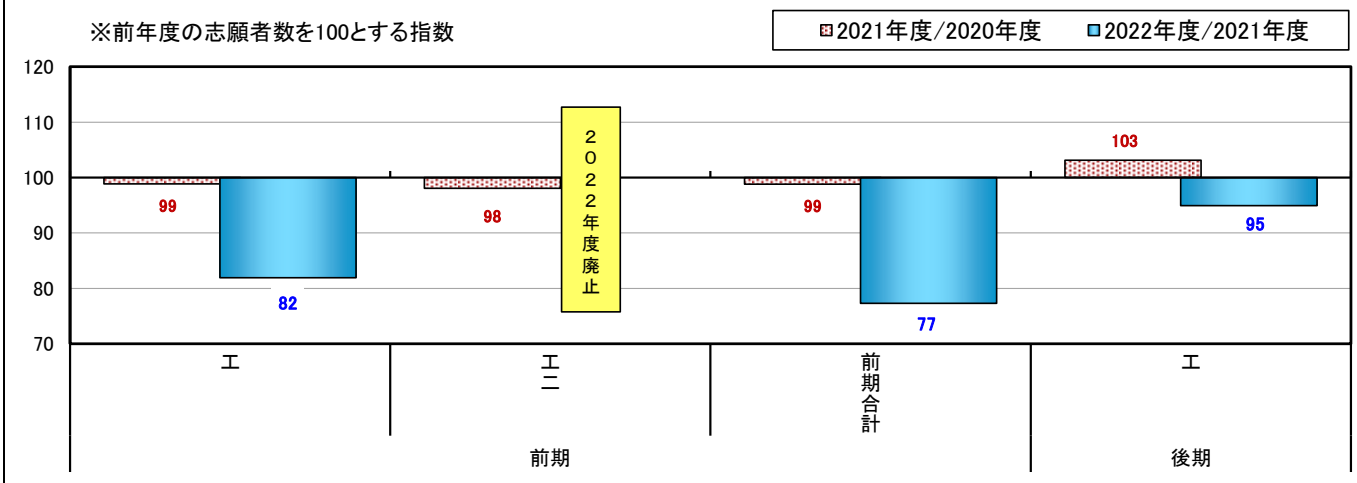 ※前年度の志願者数を100とする指数
2021年度/2020年度 2022年度/2021年度
120
110
100
90
80
70
99
82
98
2022年度廃止
99
77
103
95
工
工二
前期合計
工
前期
後期